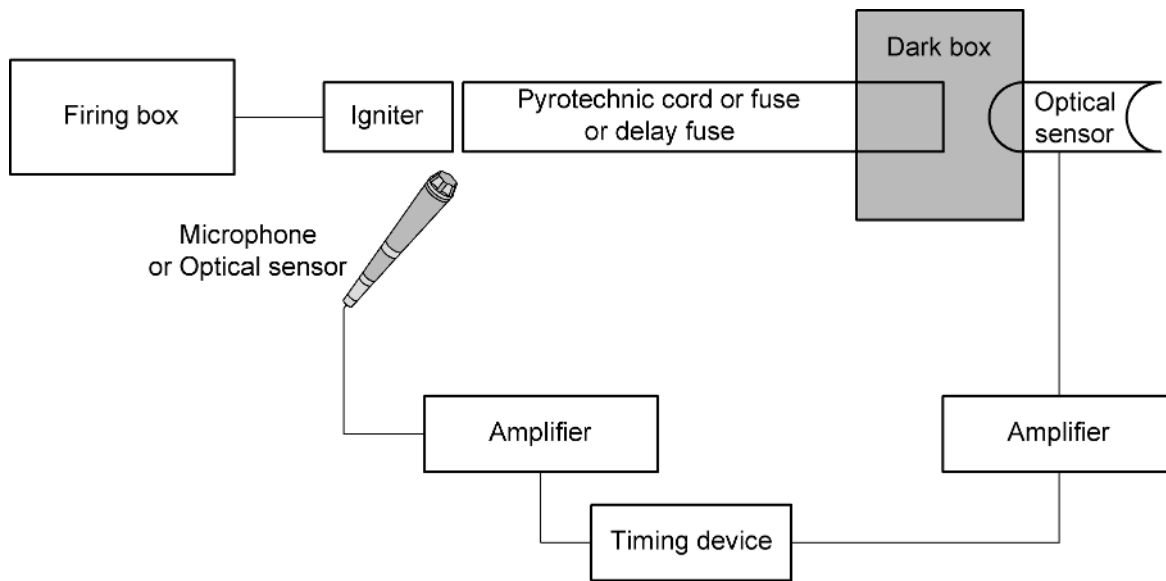 Dark box
Firing box
Igniter
Pyrotechnic cord or fuse
or delay fuse
Optical
sensor
Microphone
or Optical sensor
Amplifier
Amplifier
Timing device